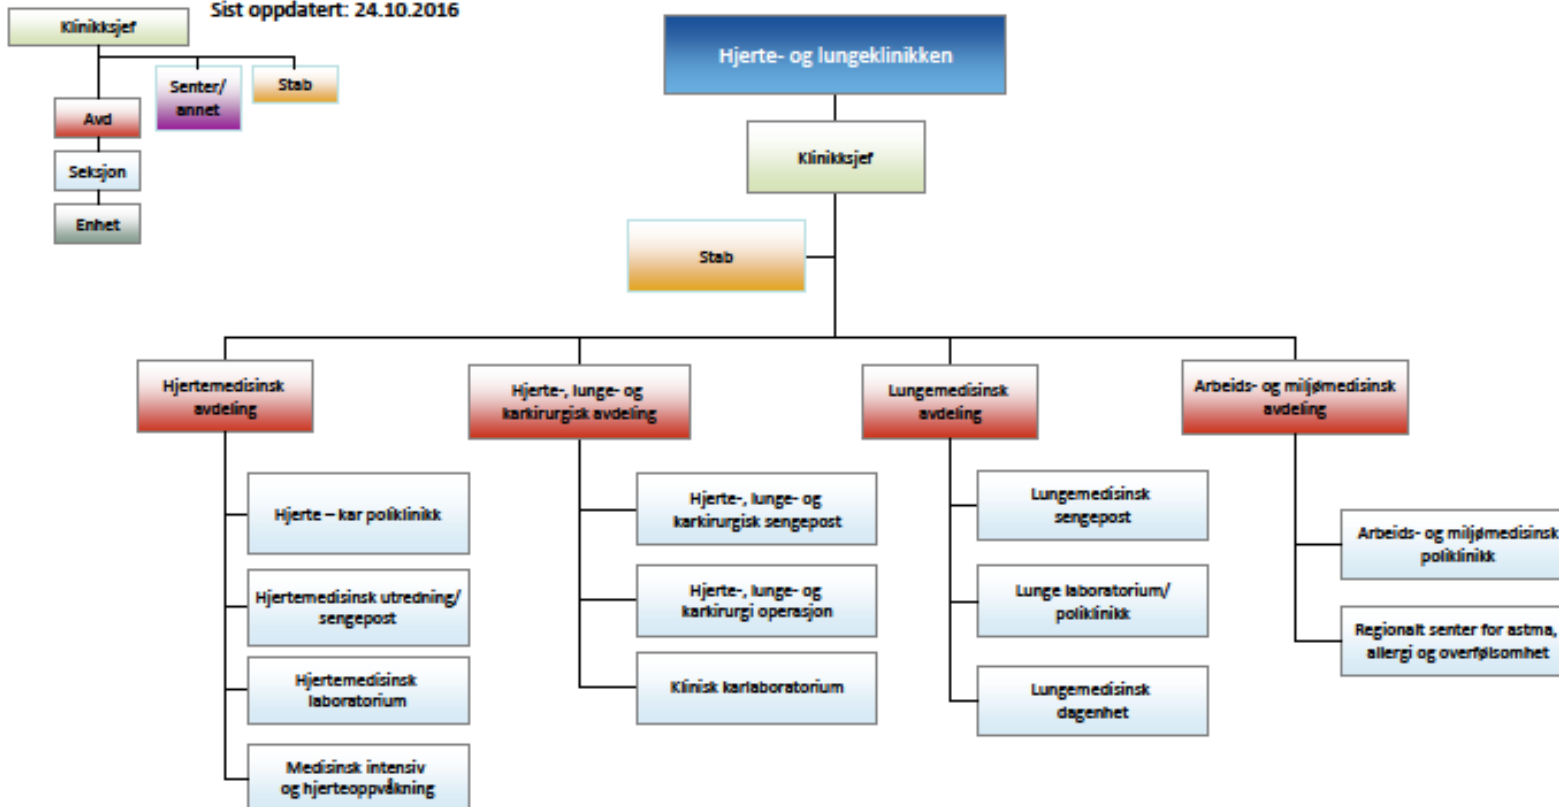 Sist oppdatert: 24.10.2016
Klinikksjef
Senter/
annet
Stab
Avd
Seksjon
Enhet
Hjerte- og lungeklinikken
Klinikksjef
Stab
Hjertemedisinsk
avdeling
Hjerte – kar poliklinikk
Hjertemedisinsk utredning/
sengepost
Hjertemedisinsk
laboratorium
Medisinsk intensiv
og hjerteoppvåkning
Hjerte-, lunge- og
karkirurgisk avdeling
Hjerte-, lunge- og
karkirurgisk sengepost
Hjerte-, lunge- og
karkirurgi operasjon
Klinisk karlaboratorium
Lungemedisinsk
avdeling
Lungemedisinsk
sengepost
Lunge laboratorium/
poliklinikk
Lungemedisinsk
dagenhet
Arbeids- og miljømedisinsk
avdeling
Arbeids- og miljømedisinsk
poliklinikk
Regionalt senter for astma,
allergi og overfølsomhet